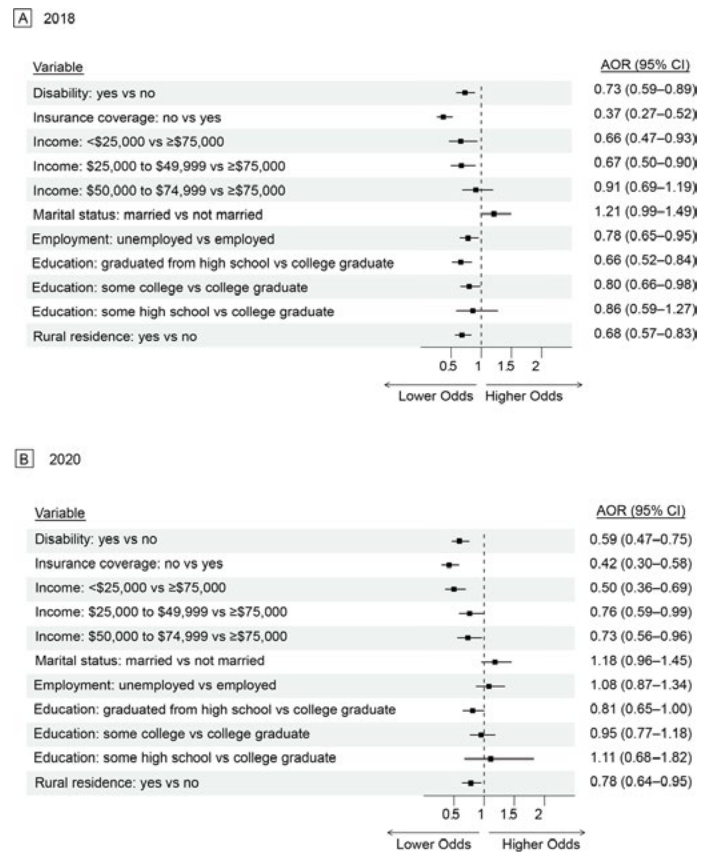 A 2018
Variable AOR (95% CI)
Disability: yes vs no 0.73 (0.59–0.89)
Insurance coverage: no vs yes 0.37 (0.27–0.52)
Income: <$25,000 vs ≥$75,000 0.66 (0.47–0.93)
Income: $25,000 to $49,999 vs ≥$75,000 0.67 (0.50–0.90)
Income: $50,000 to $74,999 vs ≥$75,000 0.91 (0.69–1.19)
Marital status: married vs not married 1.21 (0.99–1.49)
Employment: unemployed vs employed 0.78 (0.65–0.95)
Education: graduated from high school vs college graduate 0.66 (0.52–0.84)
Education: some college vs college graduate 0.80 (0.66–0.98)
Education: some high school vs college graduate 0.86 (0.59–1.27)
Rural residence: yes vs no 0.68 (0.57–0.83)
0.5 1 1.5 2
Lower Odds Higher Odds
B 2020
Variable AOR (95% CI)
Disability: yes vs no 0.59 (0.47–0.75)
Insurance coverage: no vs yes 0.42 (0.30–0.58)
Income: <$25,000 vs ≥$75,000 0.50 (0.36–0.69)
Income: $25,000 to $49,999 vs ≥$75,000 0.76 (0.59–0.99)
Income: $50,000 to $74,999 vs ≥$75,000 0.73 (0.56–0.96)
Marital status: married vs not married 1.18 (0.96–1.45)
Employment: unemployed vs employed 1.08 (0.87–1.34)
Education: graduated from high school vs college graduate 0.81 (0.65–1.00)
Education: some college vs college graduate 0.95 (0.77–1.18)
Education: some high school vs college graduate 1.11 (0.68–1.82)
Rural residence: yes vs no 0.78 (0.64–0.95)
0.5 1 1.5 2
Lower Odds Higher Odds